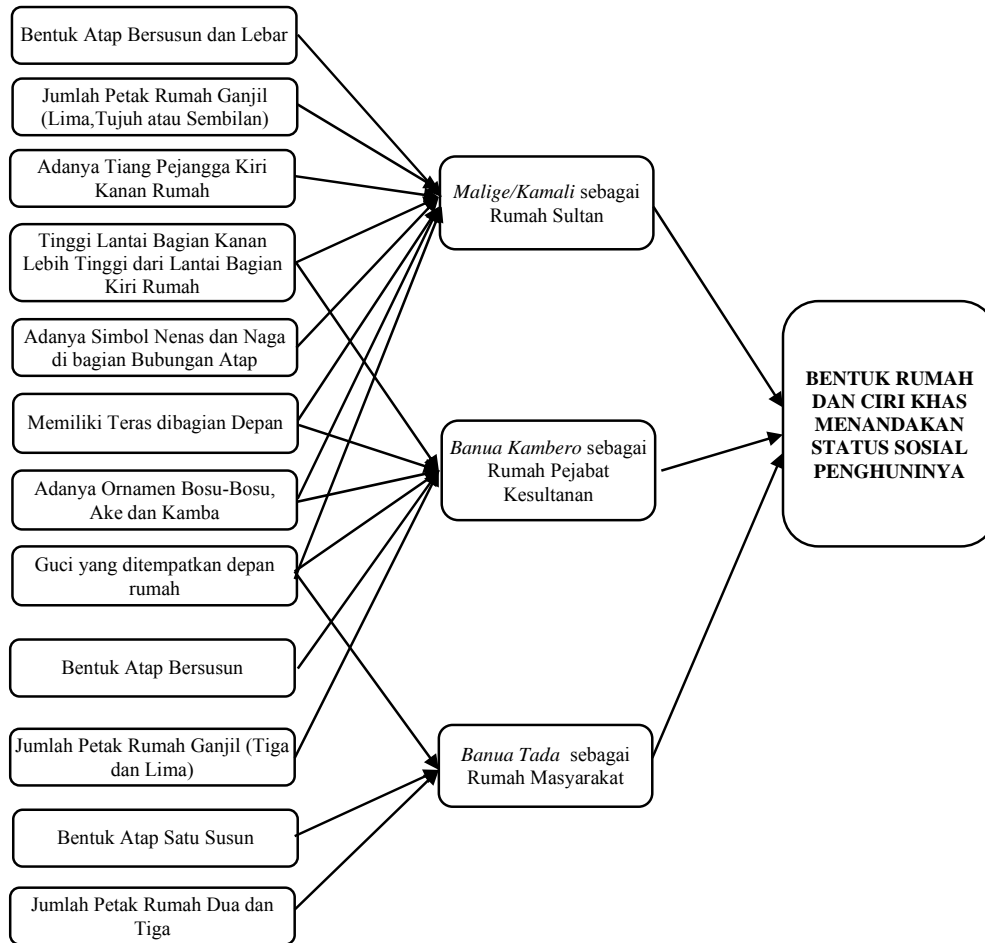 Bentuk Atap Bersusun dan Lebar
Jumlah Petak Rumah Ganjil
(Lima,Tujuh atau Sembilan)
Adanya Tiang Pejangga Kiri
Kanan Rumah
Tinggi Lantai Bagian Kanan
Lebih Tinggi dari Lantai Bagian
Kiri Rumah
Adanya Simbol Nenas dan Naga
di bagian Bubungan Atap
Memiliki Teras dibagian Depan
Adanya Ornamen Bosu-Bosu,
Ake dan Kamba
Guci yang ditempatkan depan
rumah
Bentuk Atap Bersusun
Jumlah Petak Rumah Ganjil (Tiga
dan Lima)
Bentuk Atap Satu Susun
Jumlah Petak Rumah Dua dan
Tiga
Malige/Kamali sebagai
Rumah Sultan
Banua Kambero sebagai
Rumah Pejabat
Kesultanan
Banua Tada sebagai
Rumah Masyarakat
BENTUK RUMAH
DAN CIRI KHAS
MENANDAKAN
STATUS SOSIAL
PENGHUNINYA